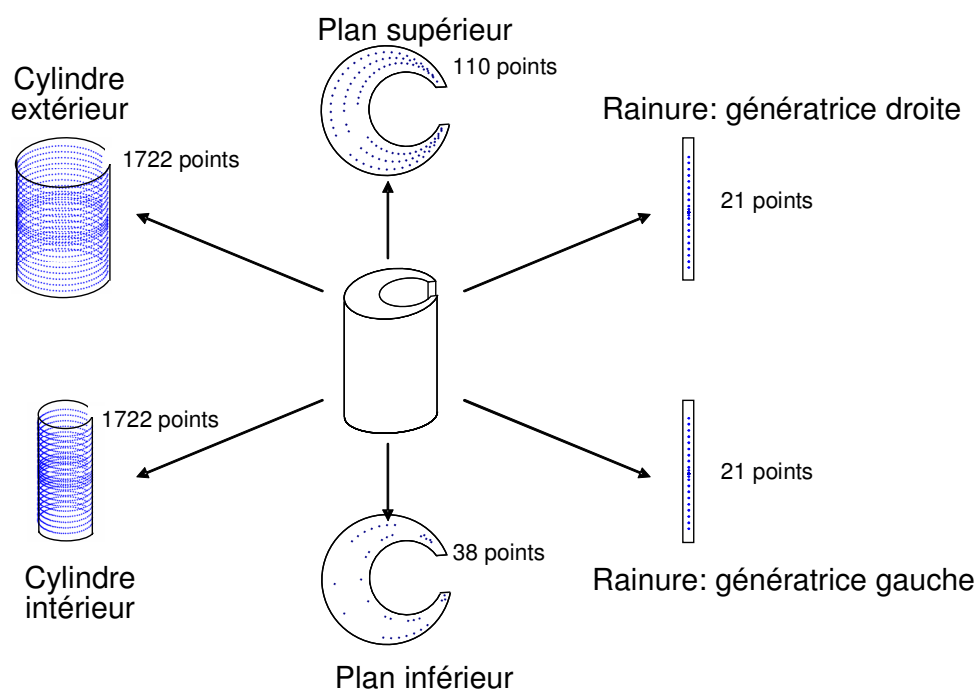 Plan supérieur
110 points
Cylindre
extérieur
1722 points
Rainure: génératrice droite
21 points
1722 points
Cylindre
intérieur
38 points
Plan inférieur
21 points
Rainure: génératrice gauche